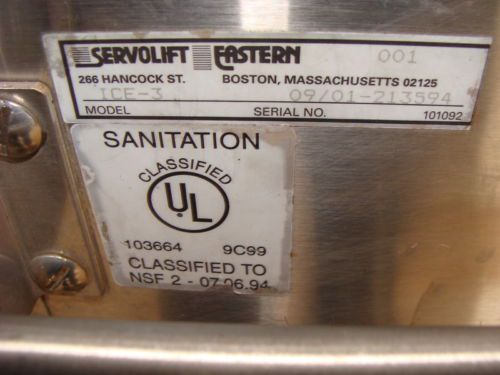 SERVOLIFT EASTERN 001
266 HANCOCK ST. BOSTON, MASSACHUSETTS 02125
ICE-3 09/01-213594
MODEL SERIAL NO. 101092
SANITATION
CLASSIFIED
UL
103664 9C99
CLASSIFIED TO
NSF 2 - 07.06.94